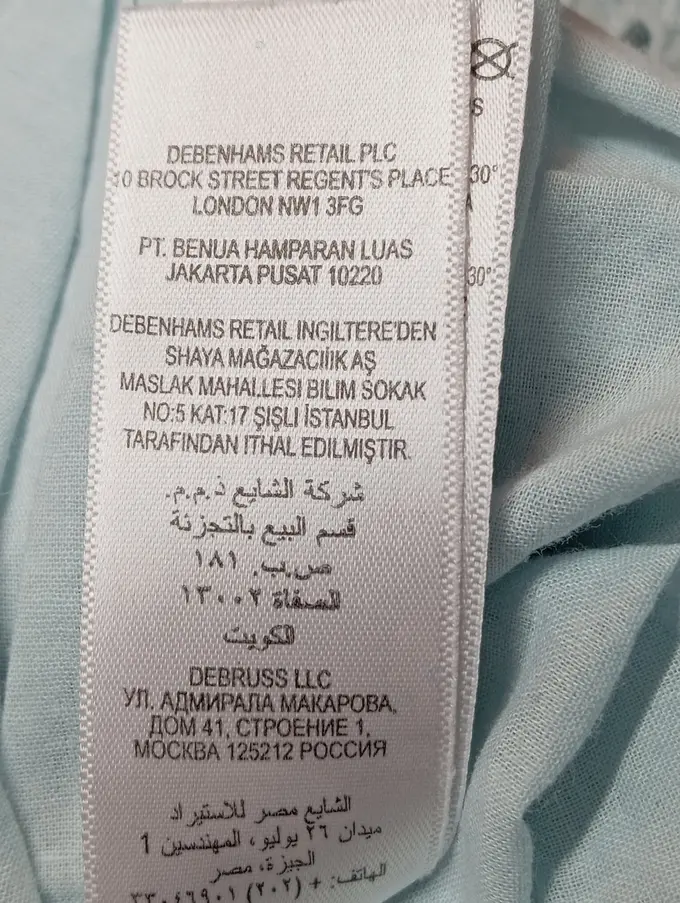 DEBENHAMS RETAIL PLC
10 BROCK STREET REGENT'S PLACE
LONDON NW1 3FG
PT. BENUA HAMPARAN LUAS
JAKARTA PUSAT 10220
DEBENHAMS RETAIL INGILTERE'DEN
SHAYA MAĞAZACIIIK AŞ
MASLAK MAHALLESI BILIM SOKAK
NO:5 KAT:17 ŞIŞLI İSTANBUL
TARAFINDAN ITHAL EDILMIŞTIR.
شركة الشايع ذ.م.م.
قسم البيع بالتجزئة
ص.ب. ١٨١
الصفاة ١٣٠٠٢
الكويت
DEBRUSS LLC
УЛ. АДМИРАЛА МАКАРОВА,
ДОМ 41, СТРОЕНИЕ 1,
МОСКВА 125212 РОССИЯ
الشايع مصر للاستيراد
ميدان ٢٦ يوليو، المهندسين 1
الجيزة، مصر
الهاتف: + (٢٠٢) ٣٣٠٤٦٩٠١
S
30°
A
30°